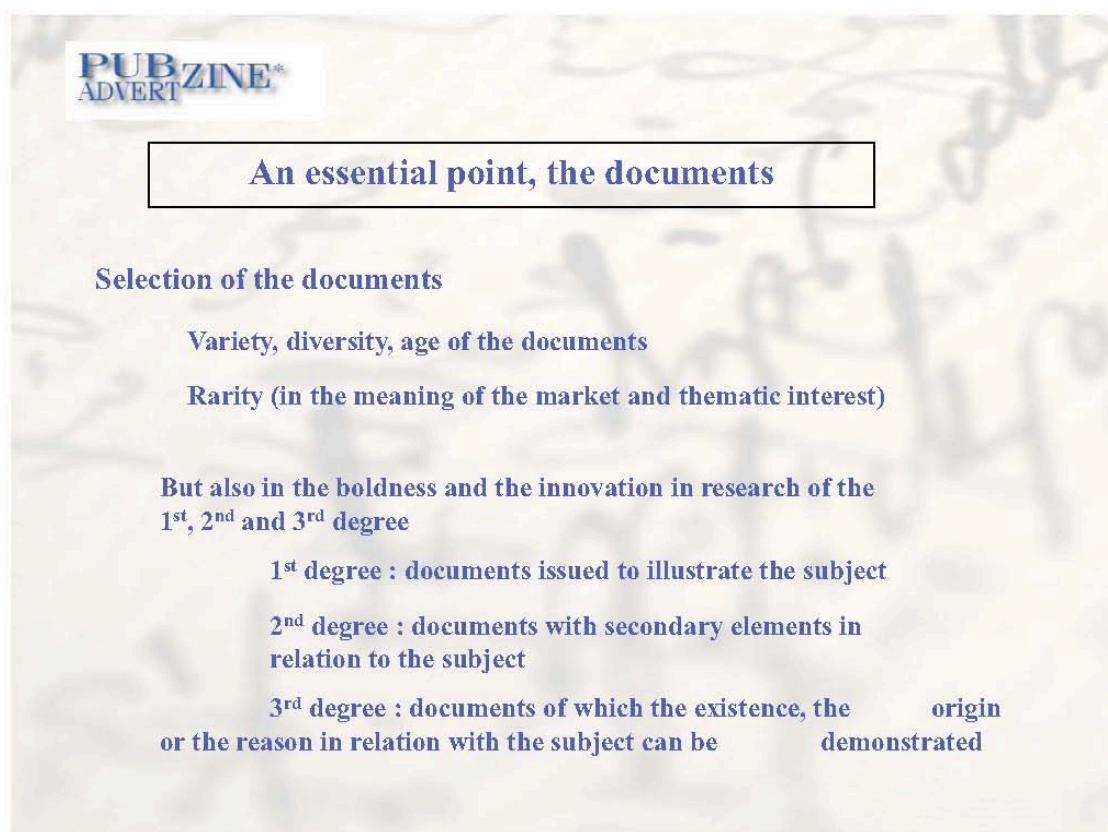 PUB ZINE*
ADVERT
An essential point, the documents
Selection of the documents
Variety, diversity, age of the documents
Rarity (in the meaning of the market and thematic interest)
But also in the boldness and the innovation in research of the
1st, 2nd and 3rd degree
1st degree : documents issued to illustrate the subject
2nd degree : documents with secondary elements in
relation to the subject
3rd degree : documents of which the existence, the origin
or the reason in relation with the subject can be demonstrated